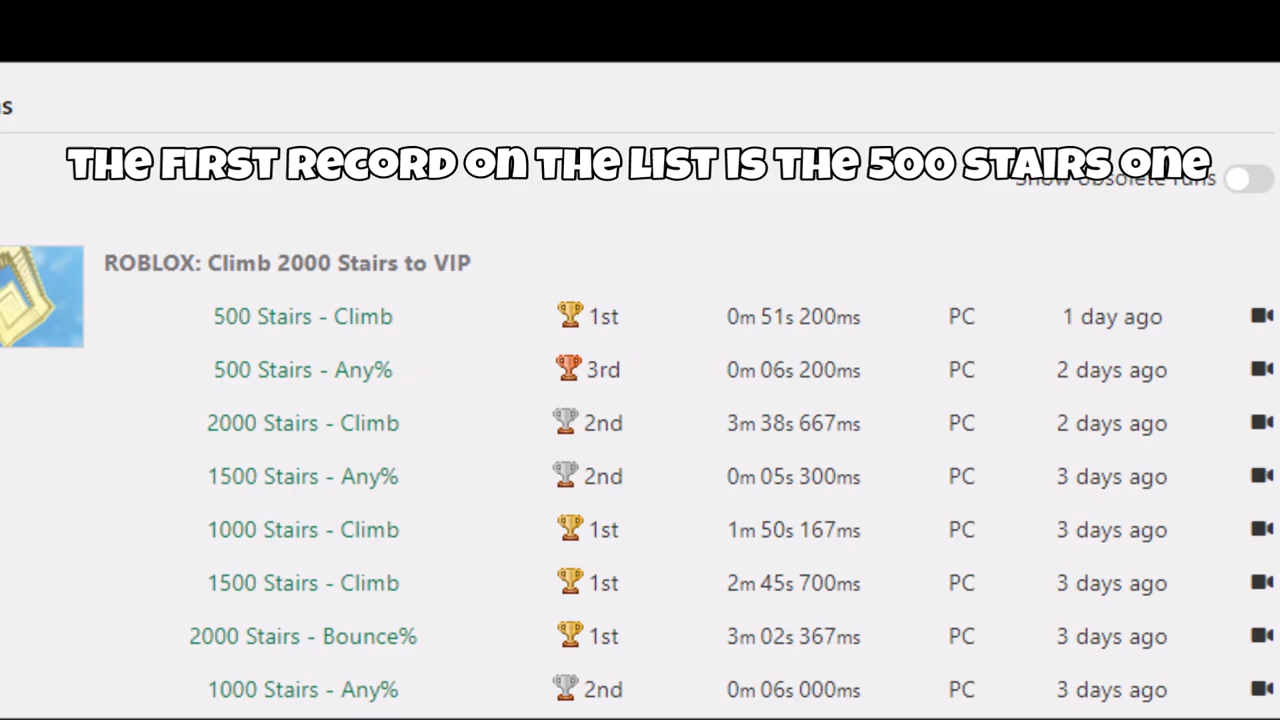 s
THE FIRST RECORD ON THE LIST IS THE 500 STAIRS ONE
Show obsolete runs
ROBLOX: Climb 2000 Stairs to VIP
500 Stairs - Climb 1st 0m 51s 200ms PC 1 day ago
500 Stairs - Any% 3rd 0m 06s 200ms PC 2 days ago
2000 Stairs - Climb 2nd 3m 38s 667ms PC 2 days ago
1500 Stairs - Any% 2nd 0m 05s 300ms PC 3 days ago
1000 Stairs - Climb 1st 1m 50s 167ms PC 3 days ago
1500 Stairs - Climb 1st 2m 45s 700ms PC 3 days ago
2000 Stairs - Bounce% 1st 3m 02s 367ms PC 3 days ago
1000 Stairs - Any% 2nd 0m 06s 000ms PC 3 days ago